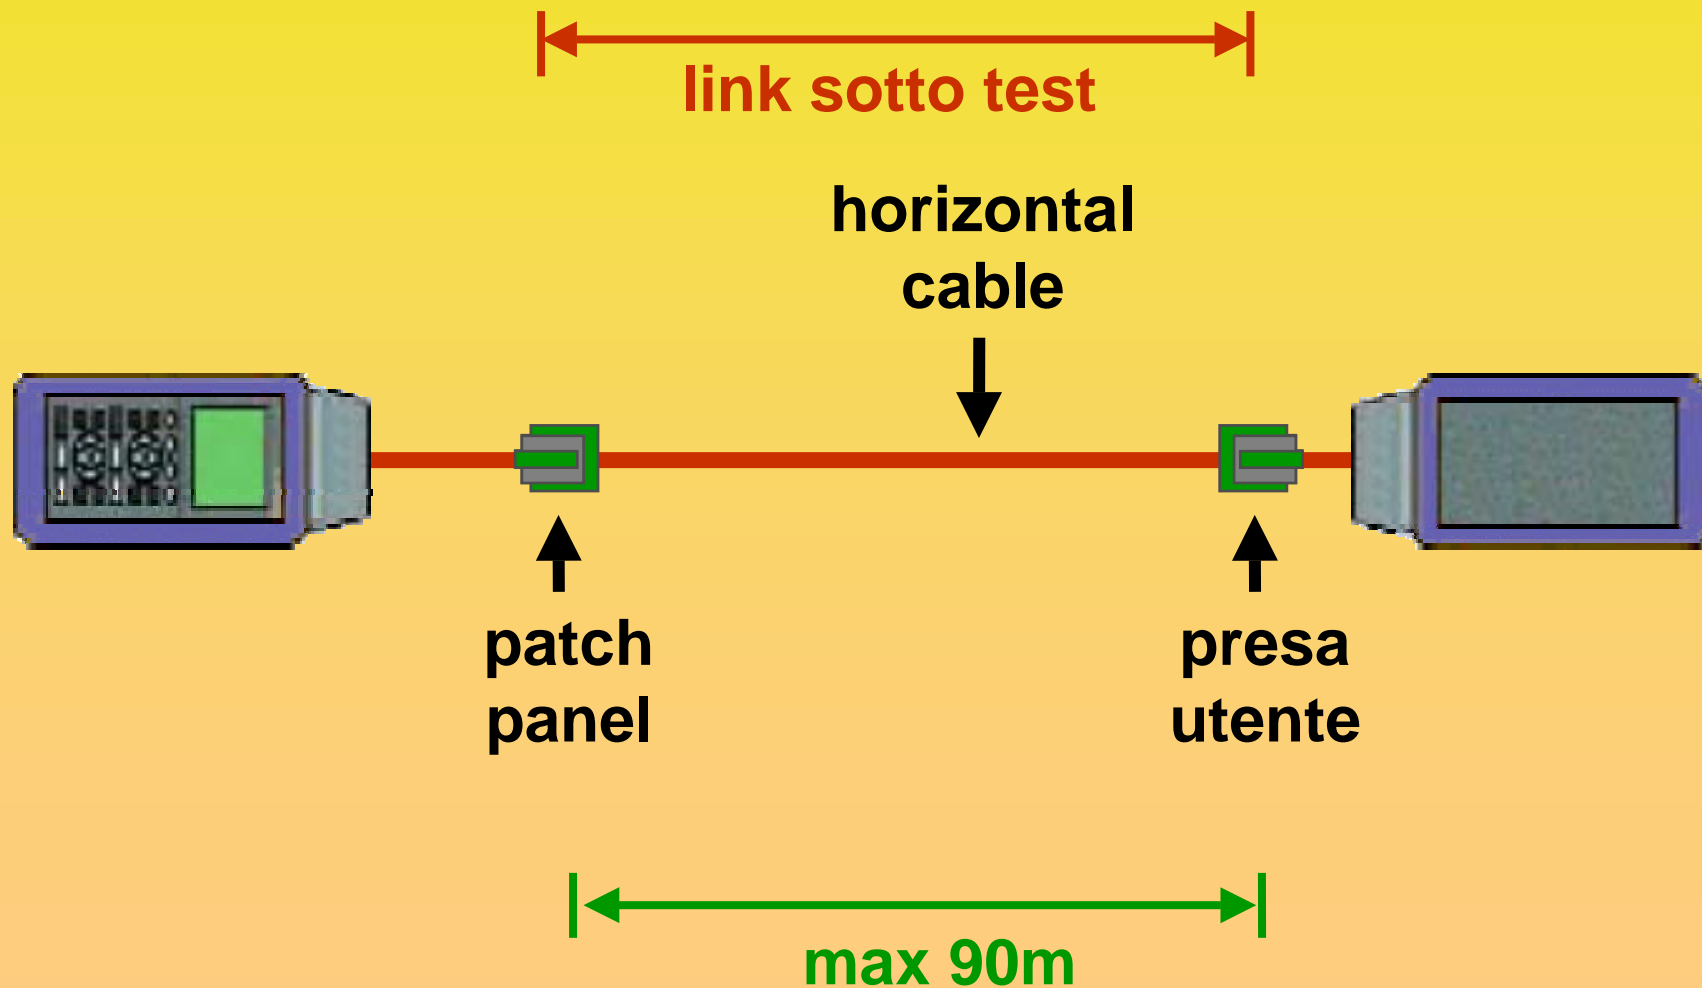 link sotto test
horizontal
cable
patch
panel
presa
utente
max 90m